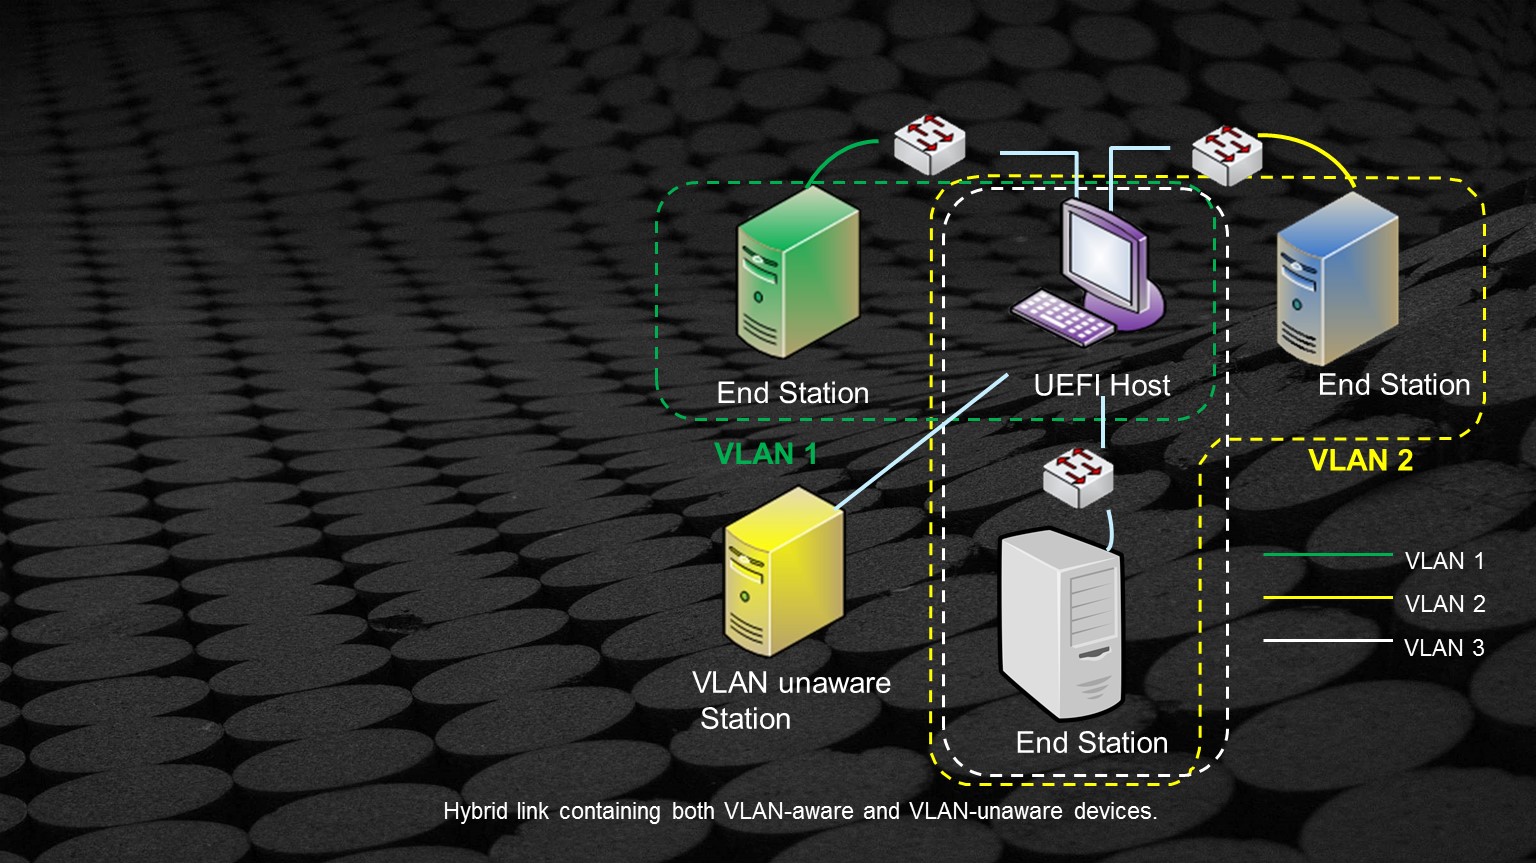 End Station
UEFI Host
End Station
VLAN 1
VLAN 2
VLAN 1
VLAN 2
VLAN 3
VLAN unaware
Station
End Station
Hybrid link containing both VLAN-aware and VLAN-unaware devices.